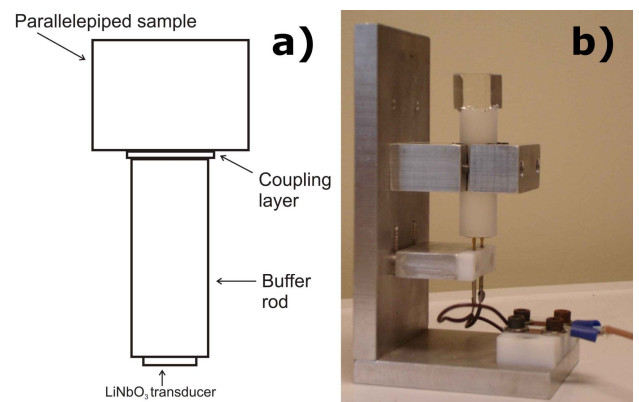 Parallelepiped sample
a)
b)
Coupling
layer
Buffer
rod
LiNbO₃ transducer